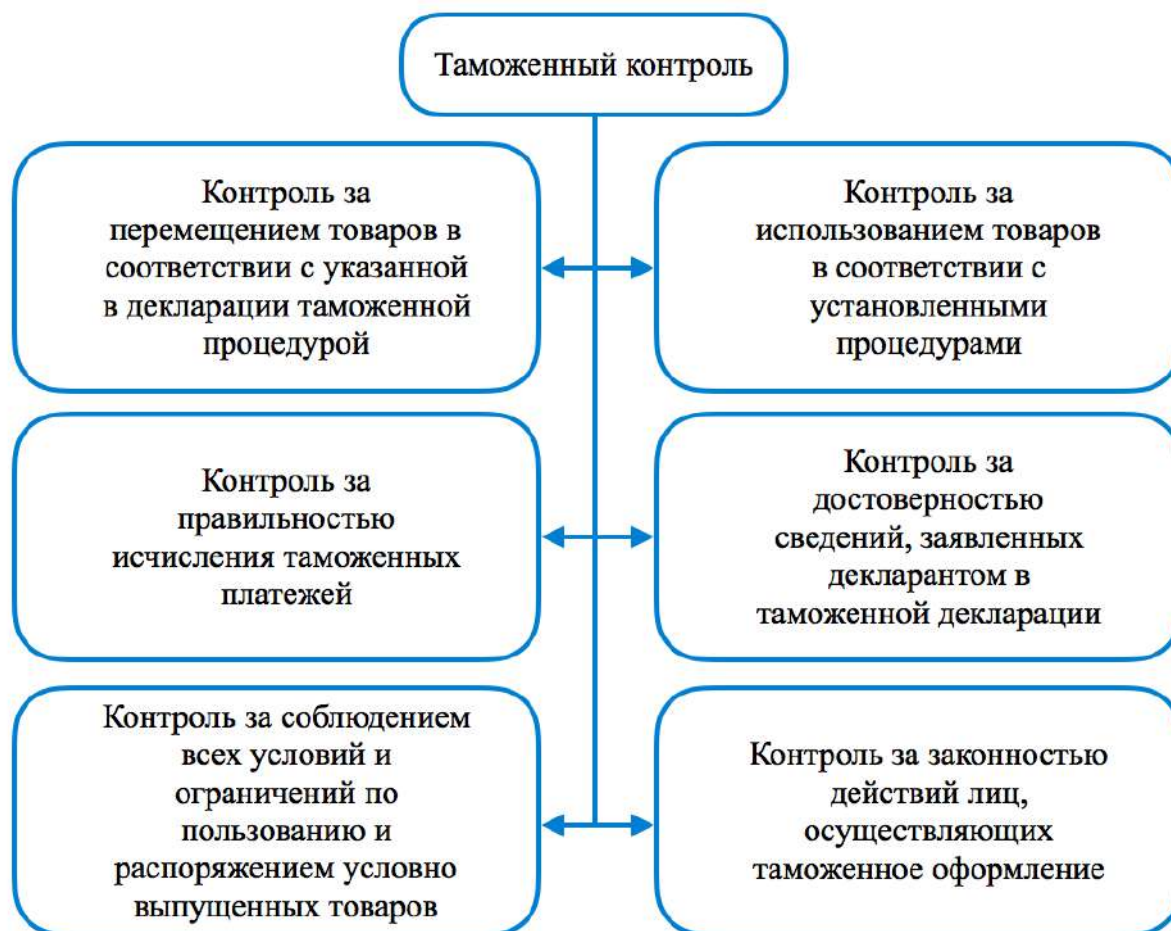 Таможенный контроль
Контроль за
перемещением товаров в
соответствии с указанной
в декларации таможенной
процедурой
Контроль за
использованием товаров
в соответствии с
установленными
процедурами
Контроль за
правильностью
исчисления таможенных
платежей
Контроль за
достоверностью
сведений, заявленных
декларантом в
таможенной декларации
Контроль за соблюдением
всех условий и
ограничений по
пользованию и
распоряжением условно
выпущенных товаров
Контроль за законностью
действий лиц,
осуществляющих
таможенное оформление